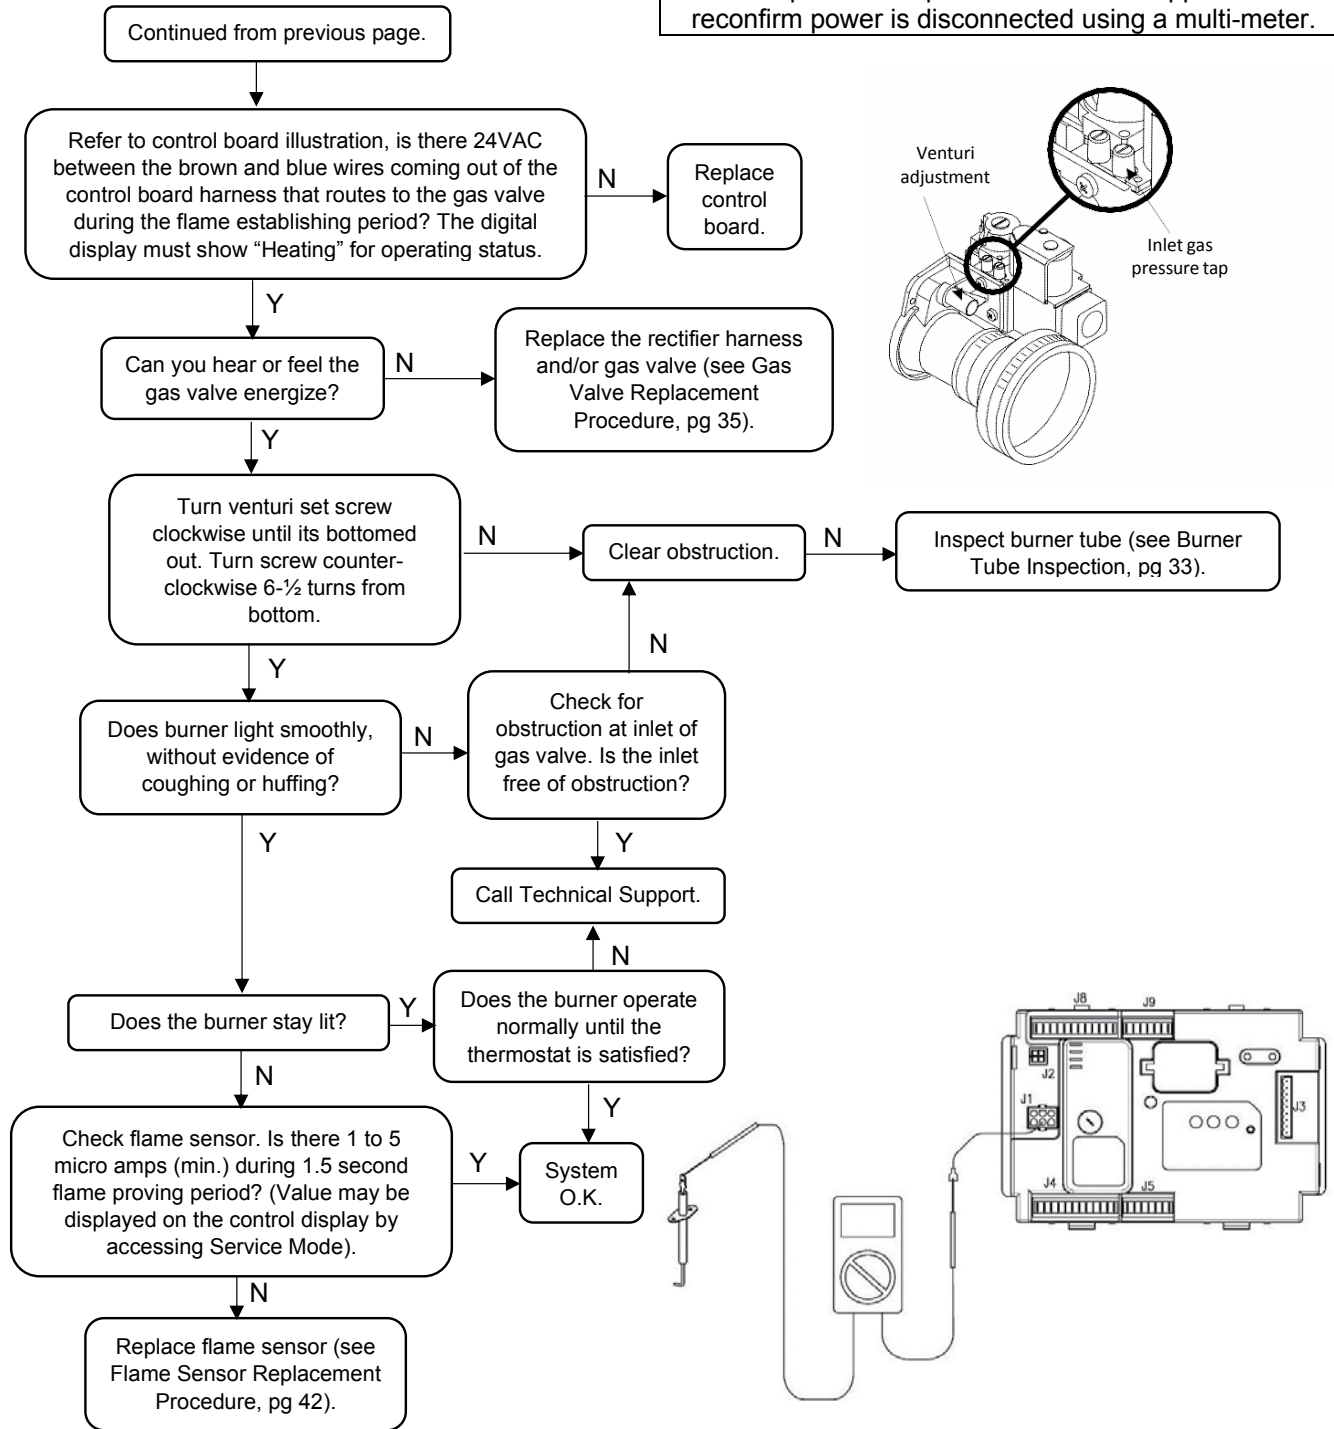 reconfirm power is disconnected using a multi-meter.
Continued from previous page.
Refer to control board illustration, is there 24VAC
between the brown and blue wires coming out of the
control board harness that routes to the gas valve
during the flame establishing period? The digital
display must show “Heating” for operating status.
N
Replace
control
board.
Venturi
adjustment
Inlet gas
pressure tap
Y
Can you hear or feel the
gas valve energize?
N
Replace the rectifier harness
and/or gas valve (see Gas
Valve Replacement
Procedure, pg 35).
Y
Turn venturi set screw
clockwise until its bottomed
out. Turn screw counter-
clockwise 6-½ turns from
bottom.
N
Clear obstruction.
N
Inspect burner tube (see Burner
Tube Inspection, pg 33).
Y
N
Does burner light smoothly,
without evidence of
coughing or huffing?
N
Check for
obstruction at inlet of
gas valve. Is the inlet
free of obstruction?
Y
Y
Call Technical Support.
N
Does the burner stay lit?
Y
Does the burner operate
normally until the
thermostat is satisfied?
N
Y
Check flame sensor. Is there 1 to 5
micro amps (min.) during 1.5 second
flame proving period? (Value may be
displayed on the control display by
accessing Service Mode).
Y
System
O.K.
N
Replace flame sensor (see
Flame Sensor Replacement
Procedure, pg 42).
J8
J9
J2
J1
J3
J4
J5